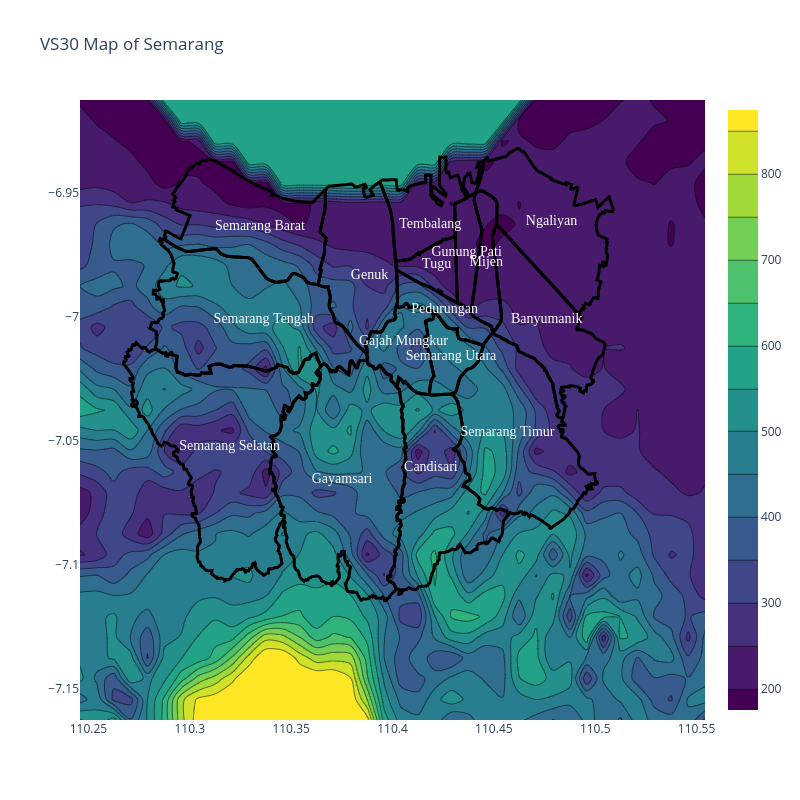 VS30 Map of Semarang
−6.95
−7
−7.05
−7.1
−7.15
110.25
110.3
110.35
110.4
110.45
110.5
110.55
Semarang Barat
Tembalang
Ngaliyan
Gunung Pati
Tugu
Mijen
Genuk
Pedurungan
Semarang Tengah
Banyumanik
Gajah Mungkur
Semarang Utara
Semarang Timur
Semarang Selatan
Candisari
Gayamsari
800
700
600
500
400
300
200